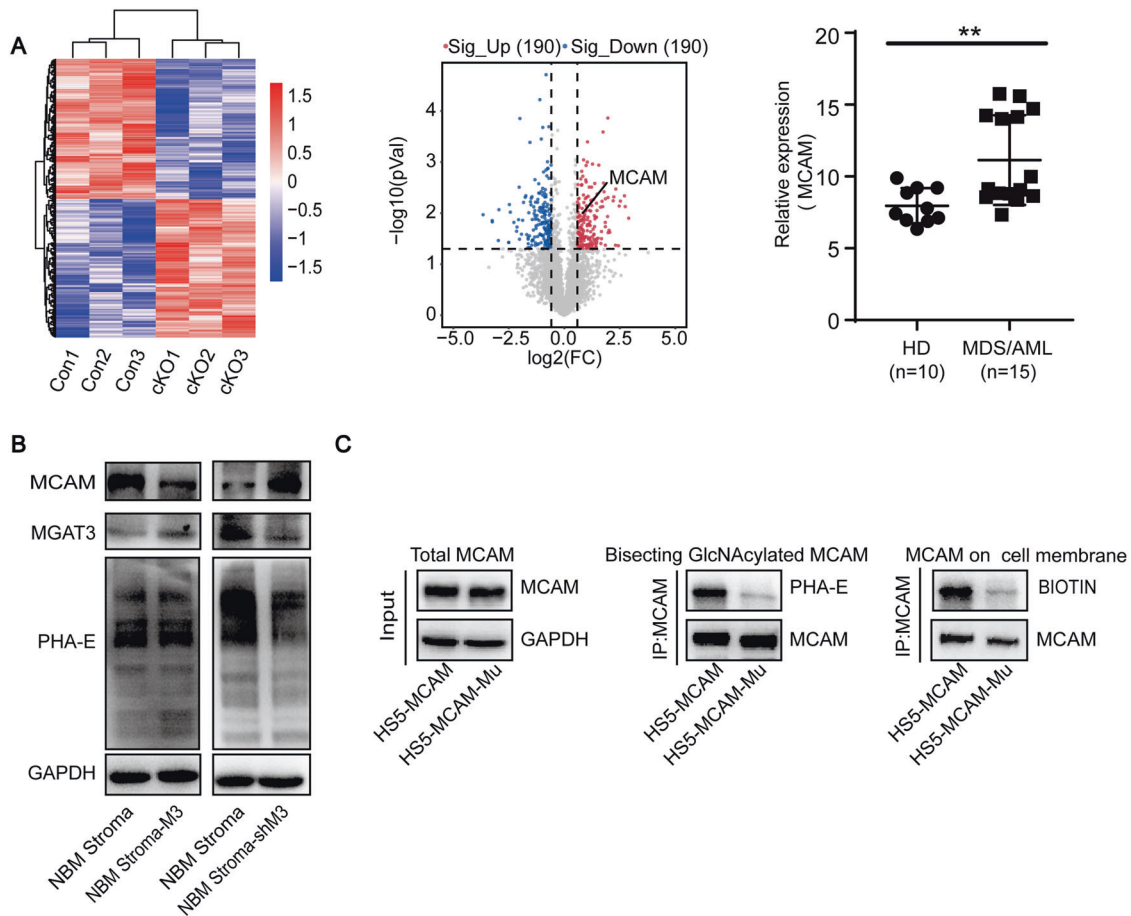 A
Con1
Con2
Con3
cKO1
cKO2
cKO3
1.5
1
0.5
0
−0.5
−1
−1.5
Sig_Up (190) Sig_Down (190)
−log10(pVal)
4
3
2
1
0
MCAM
−5.0 −2.5 0.0 2.5 5.0
log2(FC)
Relative expression
( MCAM)
20
15
10
5
0
**
HD MDS/AML
(n=10) (n=15)
B
MCAM
MGAT3
PHA-E
GAPDH
NBM Stroma
NBM Stroma-M3
NBM Stroma
NBM Stroma-shM3
C
Total MCAM
Input
MCAM
GAPDH
HS5-MCAM
HS5-MCAM-Mu
Bisecting GlcNAcylated MCAM
IP:MCAM
PHA-E
MCAM
HS5-MCAM
HS5-MCAM-Mu
MCAM on cell membrane
IP:MCAM
BIOTIN
MCAM
HS5-MCAM
HS5-MCAM-Mu